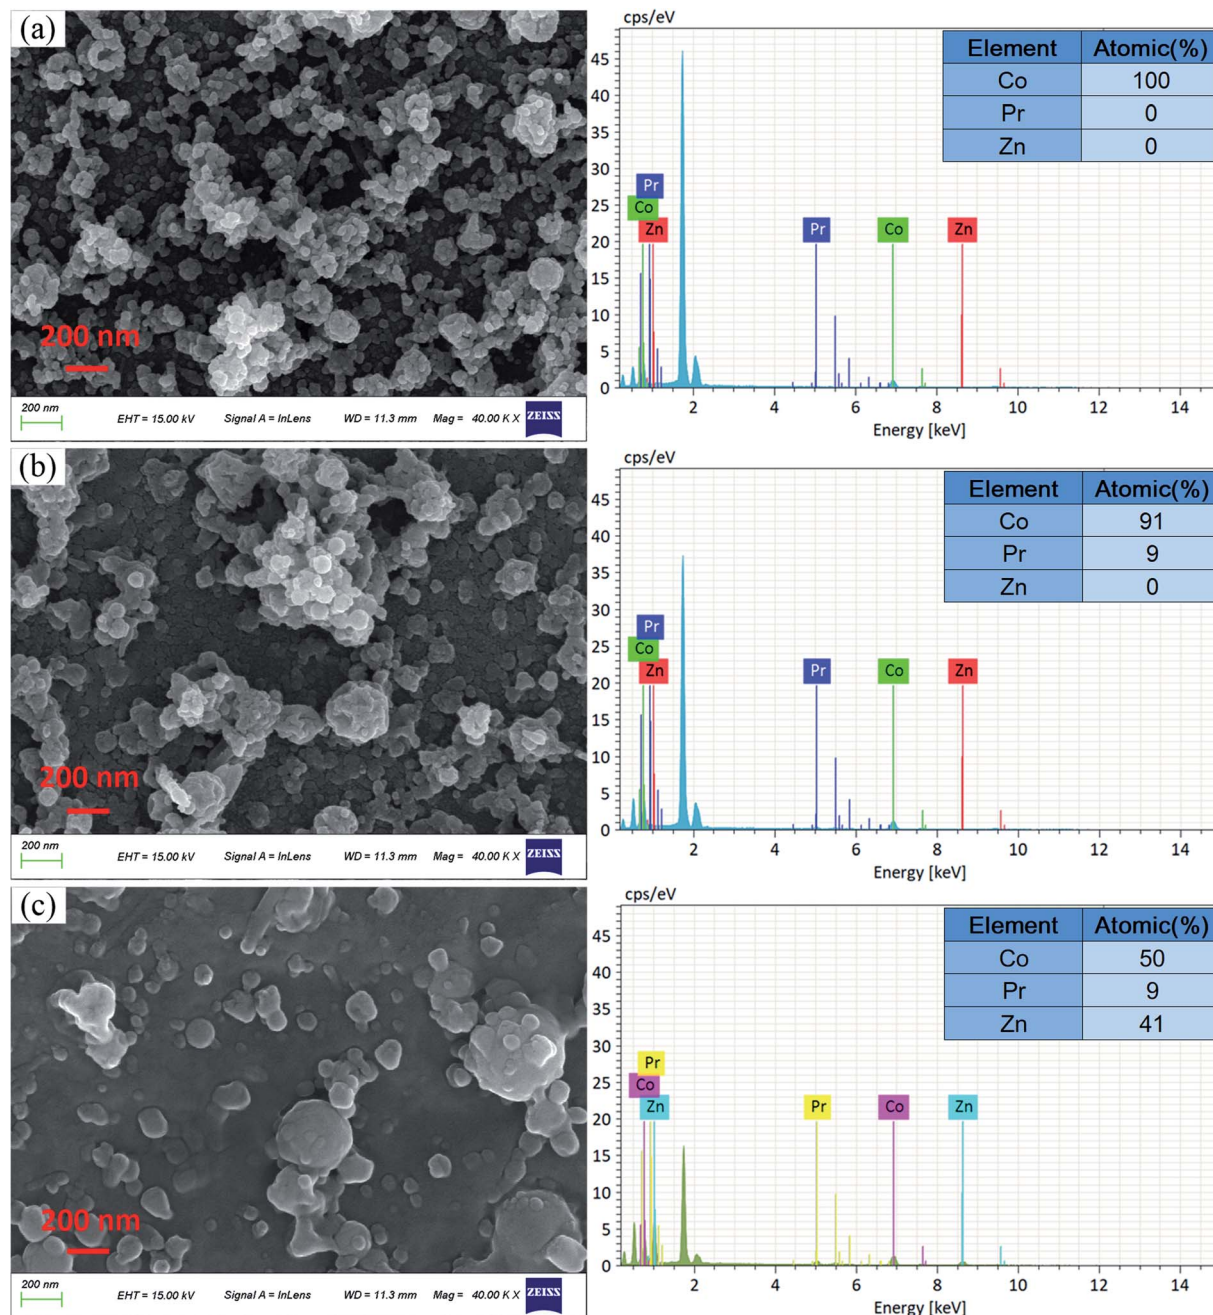 (a)
200 nm
200 nm
EHT = 15.00 kV Signal A = InLens WD = 11.3 mm Mag = 40.00 K X ZEISS
cps/eV
45
40
35
30
25
20
15
10
5
0
Pr
Co
Zn
Pr
Co
Zn
2 4 6 8 10 12 14
Energy [keV]
Element Atomic(%)
Co 100
Pr 0
Zn 0
(b)
200 nm
200 nm
EHT = 15.00 kV Signal A = InLens WD = 11.3 mm Mag = 40.00 K X ZEISS
cps/eV
45
40
35
30
25
20
15
10
5
0
Pr
Co
Zn
Pr
Co
Zn
2 4 6 8 10 12 14
Energy [keV]
Element Atomic(%)
Co 91
Pr 9
Zn 0
(c)
200 nm
200 nm
EHT = 15.00 kV Signal A = InLens WD = 11.3 mm Mag = 40.00 K X ZEISS
cps/eV
45
40
35
30
25
20
15
10
5
0
Pr
Co
Zn
Pr
Co
Zn
2 4 6 8 10 12 14
Energy [keV]
Element Atomic(%)
Co 50
Pr 9
Zn 41